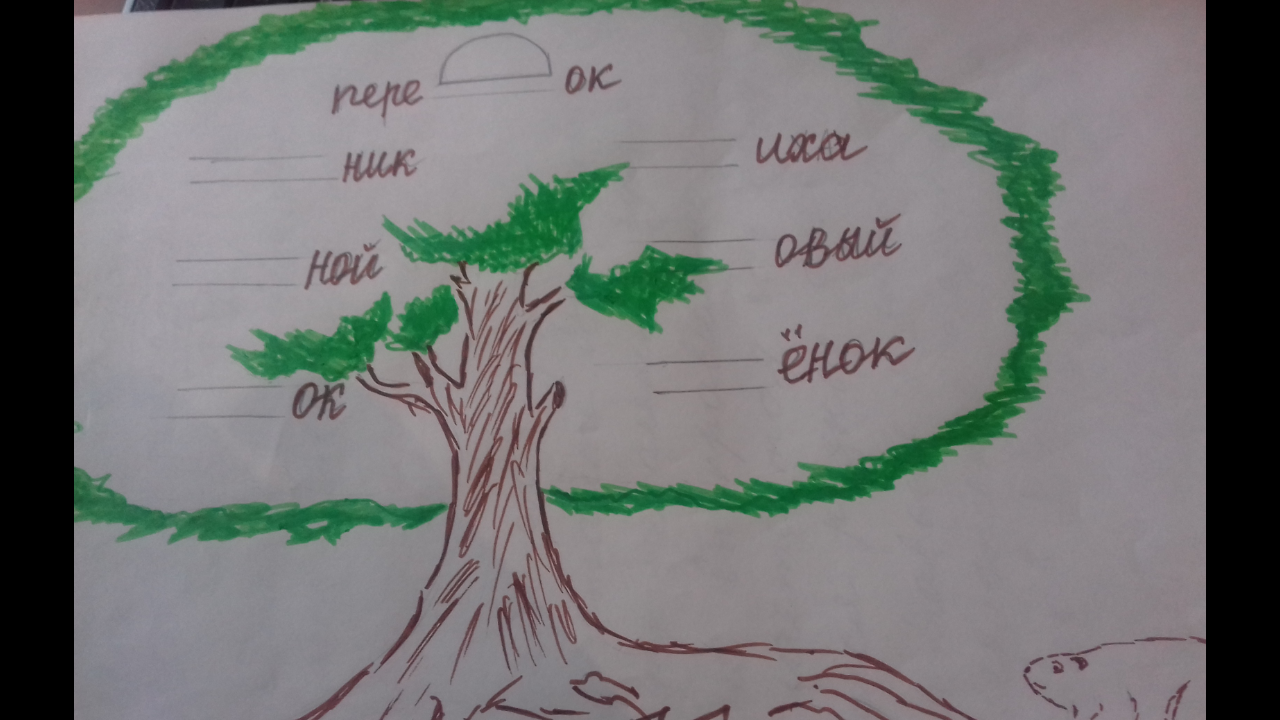 пере ок
ник иха
ной овый
ок ёнок